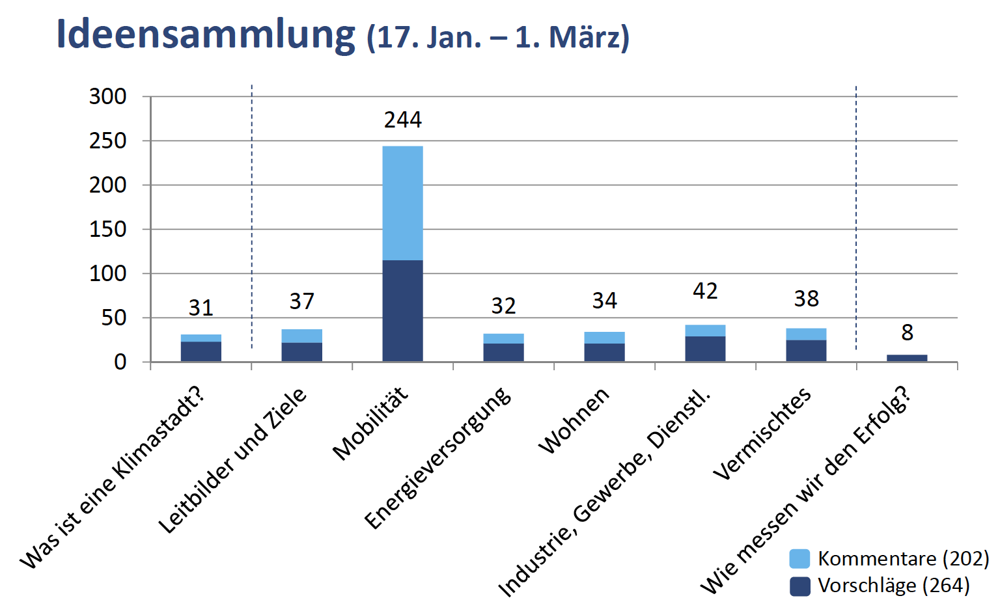 Ideensammlung (17. Jan. – 1. März)
300
250
200
150
100
50
0
31
37
244
32
34
42
38
8
Was ist eine Klimastadt?
Leitbilder und Ziele
Mobilität
Energieversorgung
Wohnen
Industrie, Gewerbe, Dienstl.
Vermischtes
Wie messen wir den Erfolg?
Kommentare (202)
Vorschläge (264)